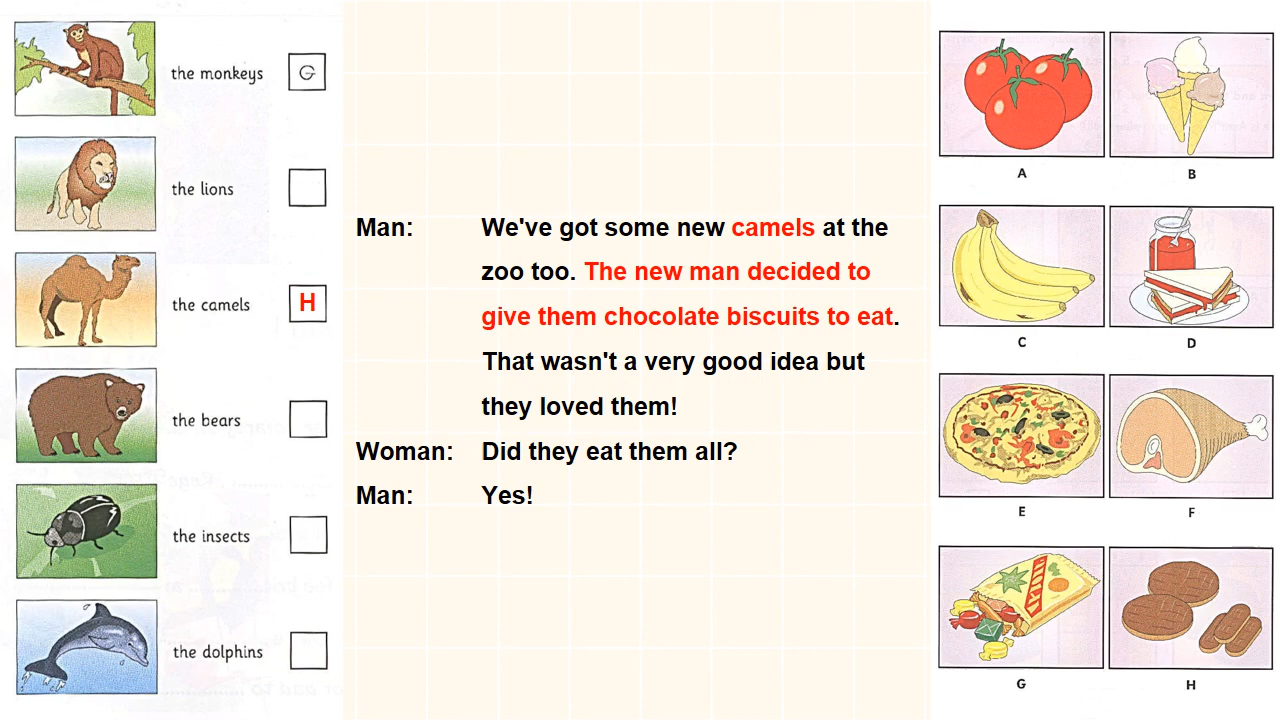 the monkeys
G
the lions
the camels
H
the bears
the insects
the dolphins
Man: We've got some new camels at the
zoo too. The new man decided to
give them chocolate biscuits to eat.
That wasn't a very good idea but
they loved them!
Woman: Did they eat them all?
Man: Yes!
A
B
C
D
E
F
G
H